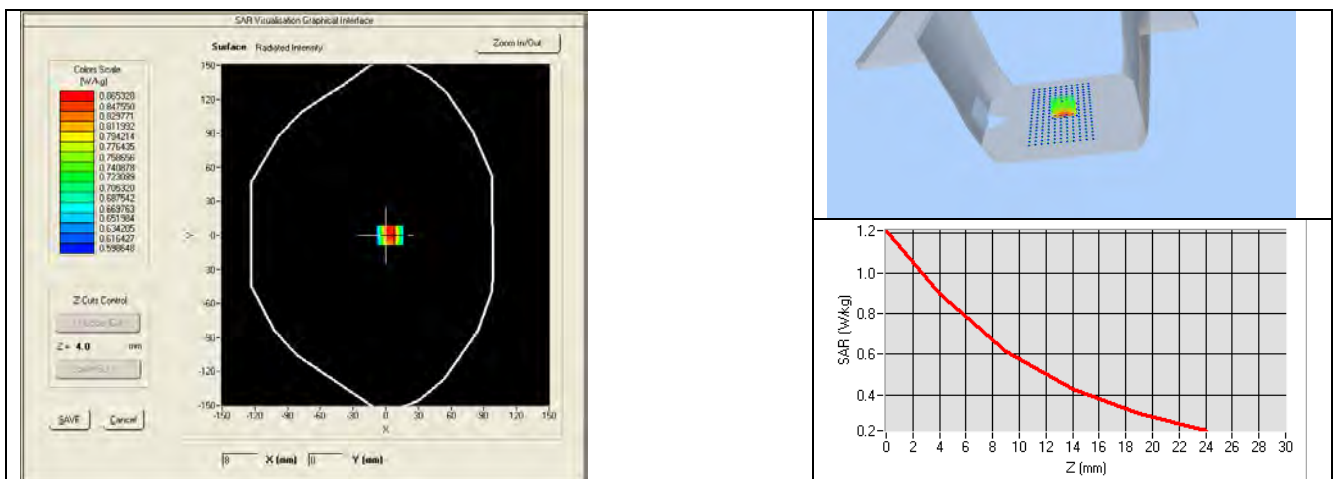 SAR Visualisation Graphical Interface
Surface Radiated Intensity
Zoom In/Out
Colors Scale
(W/kg)
0.865328
0.847550
0.829771
0.811992
0.794214
0.776435
0.758656
0.740878
0.723099
0.705320
0.687542
0.669763
0.651984
0.634205
0.616427
0.598648
150-
120-
90-
60-
30-
-0-
30-
-60-
-90-
-120-
-150-
-150 -120 -90 -60 -30 0 30 60 90 120 150
X
Z Cuts Control
Z = 4.0 mm
SAVE
Cancel
8 X (mm) 0 Y (mm)
SAR (W/kg)
1.2-
1.0-
0.8-
0.6-
0.4-
0.2-
0 2 4 6 8 10 12 14 16 18 20 22 24 26 28 30
Z (mm)